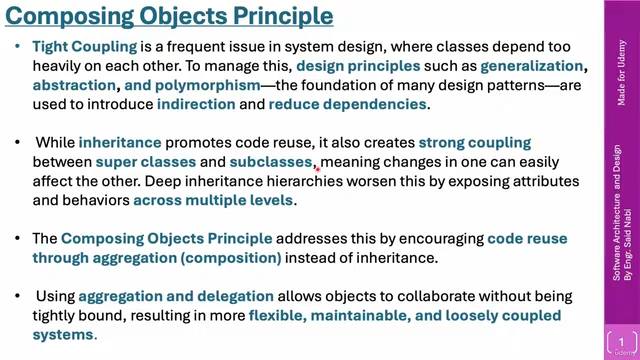 Composing Objects Principle
• Tight Coupling is a frequent issue in system design, where classes depend too
heavily on each other. To manage this, design principles such as generalization,
abstraction, and polymorphism—the foundation of many design patterns—are
used to introduce indirection and reduce dependencies.
• While inheritance promotes code reuse, it also creates strong coupling
between super classes and subclasses, meaning changes in one can easily
affect the other. Deep inheritance hierarchies worsen this by exposing attributes
and behaviors across multiple levels.
• The Composing Objects Principle addresses this by encouraging code reuse
through aggregation (composition) instead of inheritance.
• Using aggregation and delegation allows objects to collaborate without being
tightly bound, resulting in more flexible, maintainable, and loosely coupled
systems.
Made for Udemy
Software Architecture and Design
By Engr. Said Nabi
1
udemy